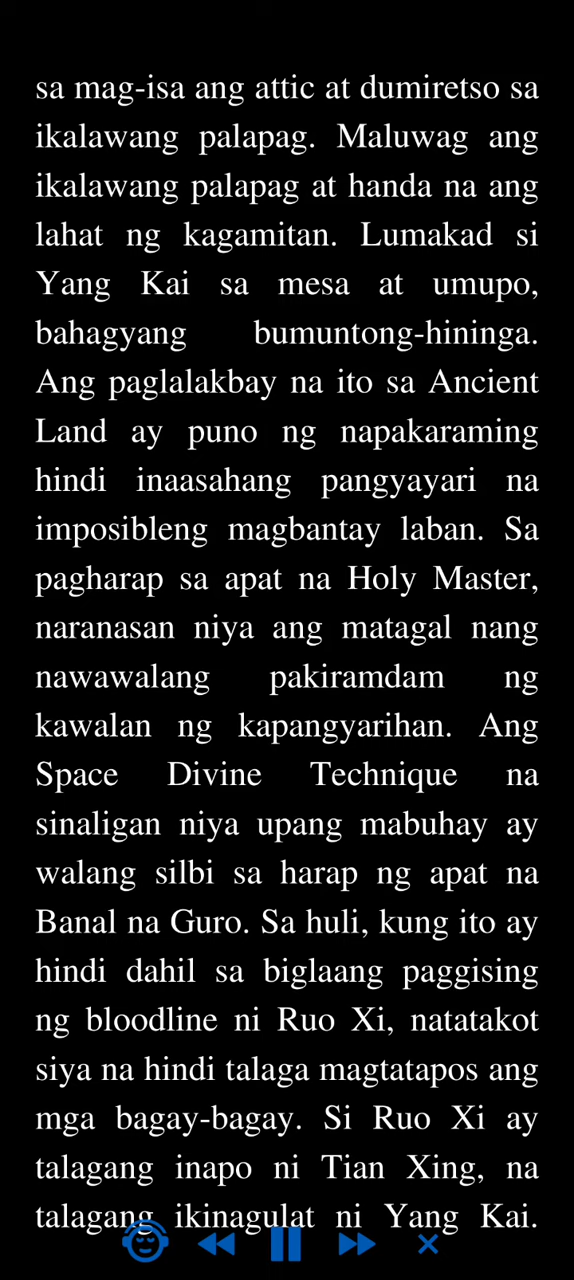 sa mag-isa ang attic at dumiretso sa
ikalawang palapag. Maluwag ang
ikalawang palapag at handa na ang
lahat ng kagamitan. Lumakad si
Yang Kai sa mesa at umupo,
bahagyang bumuntong-hininga.
Ang paglalakbay na ito sa Ancient
Land ay puno ng napakaraming
hindi inaasahang pangyayari na
imposibleng magbantay laban. Sa
pagharap sa apat na Holy Master,
naranasan niya ang matagal nang
nawawalang pakiramdam ng
kawalan ng kapangyarihan. Ang
Space Divine Technique na
sinaligan niya upang mabuhay ay
walang silbi sa harap ng apat na
Banal na Guro. Sa huli, kung ito ay
hindi dahil sa biglaang paggising
ng bloodline ni Ruo Xi, natatakot
siya na hindi talaga magtatapos ang
mga bagay-bagay. Si Ruo Xi ay
talagang inapo ni Tian Xing, na
talagang ikinagulat ni Yang Kai.